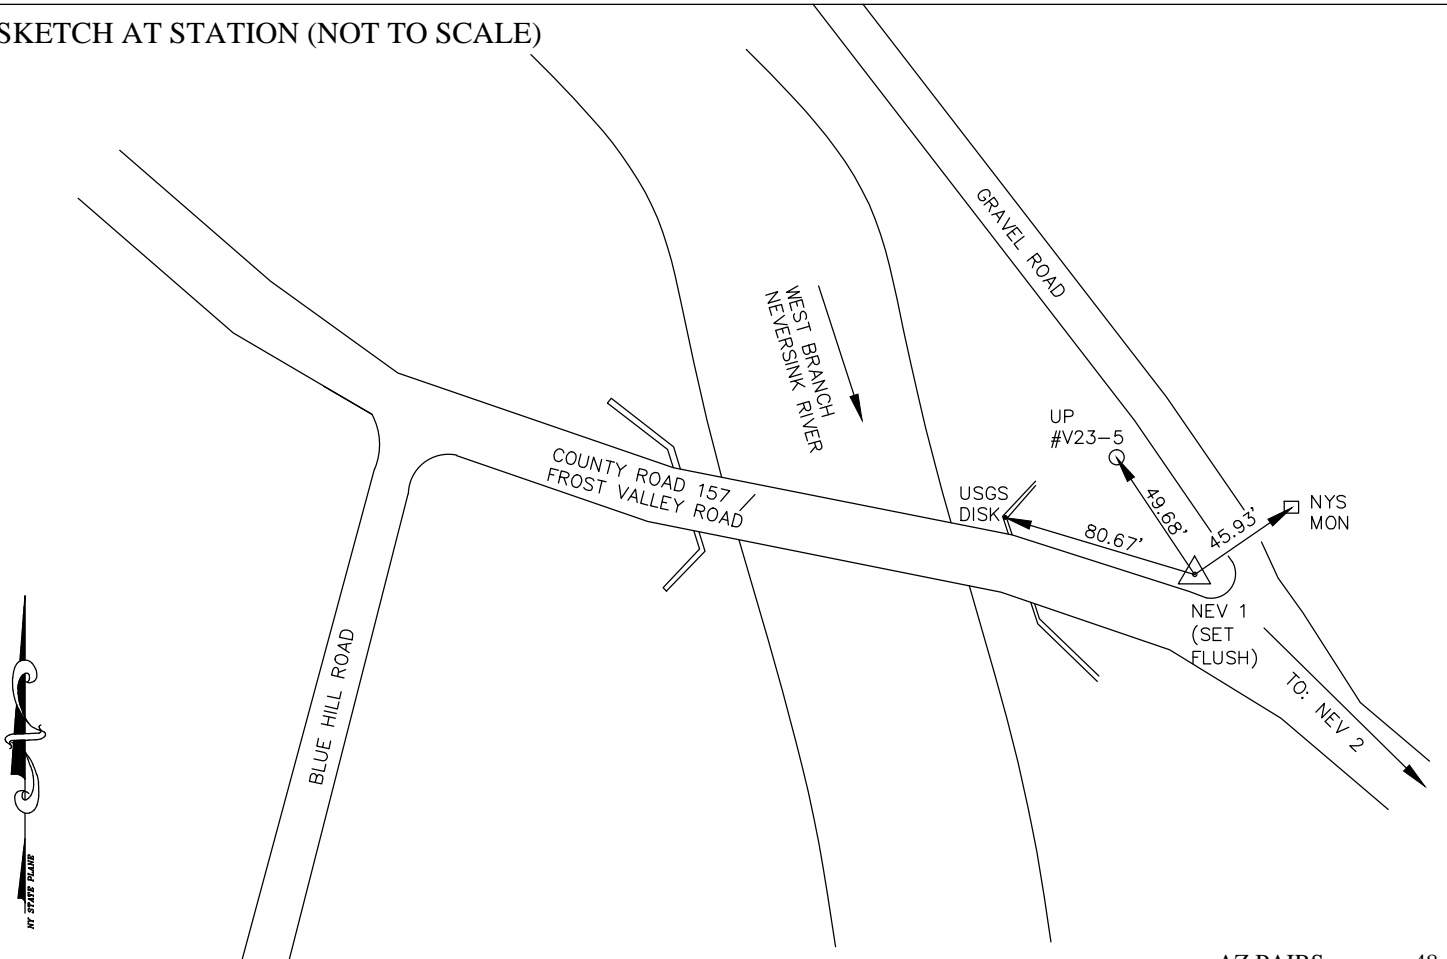 SKETCH AT STATION (NOT TO SCALE)
GRAVEL ROAD
WEST BRANCH
NEVERSINK RIVER
UP
#V23-5
COUNTY ROAD 157 /
FROST VALLEY ROAD
USGS
DISK
49.68'
80.67'
45.93'
NYS
MON
NEV 1
(SET
FLUSH)
TO: NEV 2
BLUE HILL ROAD
NY STATE PLANE